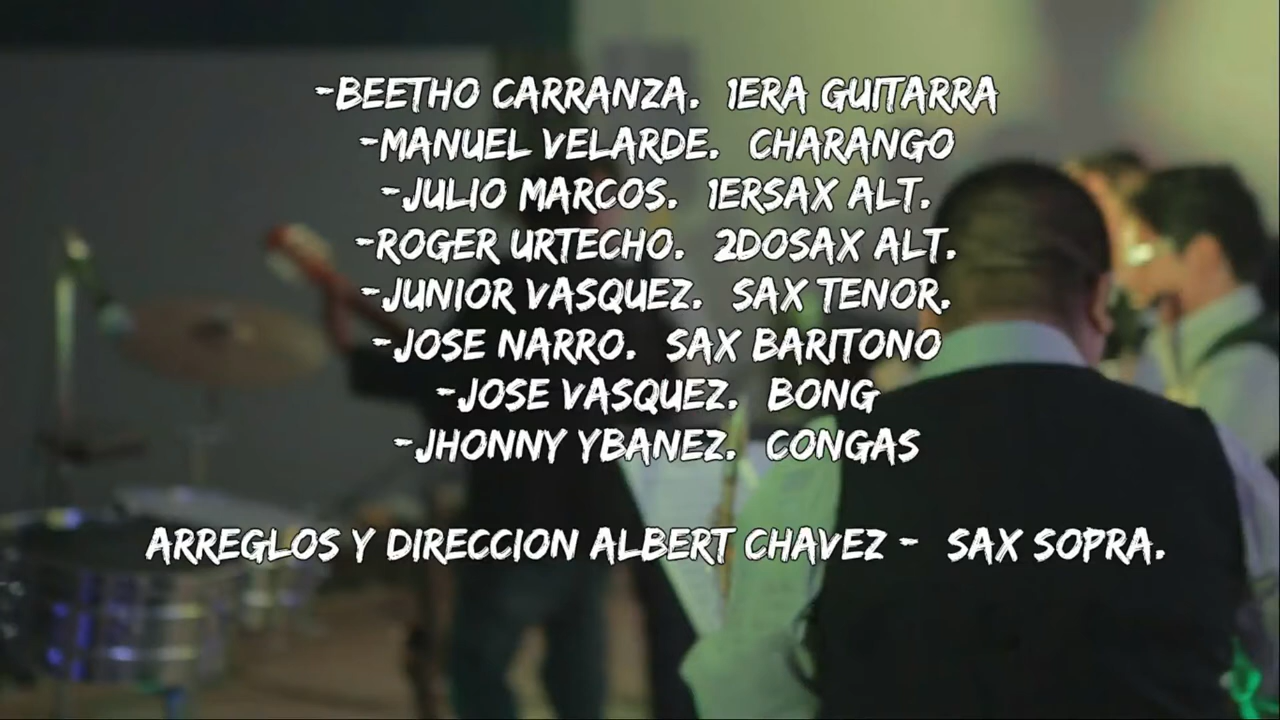 -BEETHO CARRANZA. 1ERA GUITARRA
-MANUEL VELARDE. CHARANGO
-JULIO MARCOS. 1ERSAX ALT.
-ROGER URTECHO. 2DOSAX ALT.
-JUNIOR VASQUEZ. SAX TENOR.
-JOSE NARRO. SAX BARITONO
-JOSE VASQUEZ. BONG
-JHONNY YBANEZ. CONGAS
ARREGLOS Y DIRECCION ALBERT CHAVEZ - SAX SOPRA.